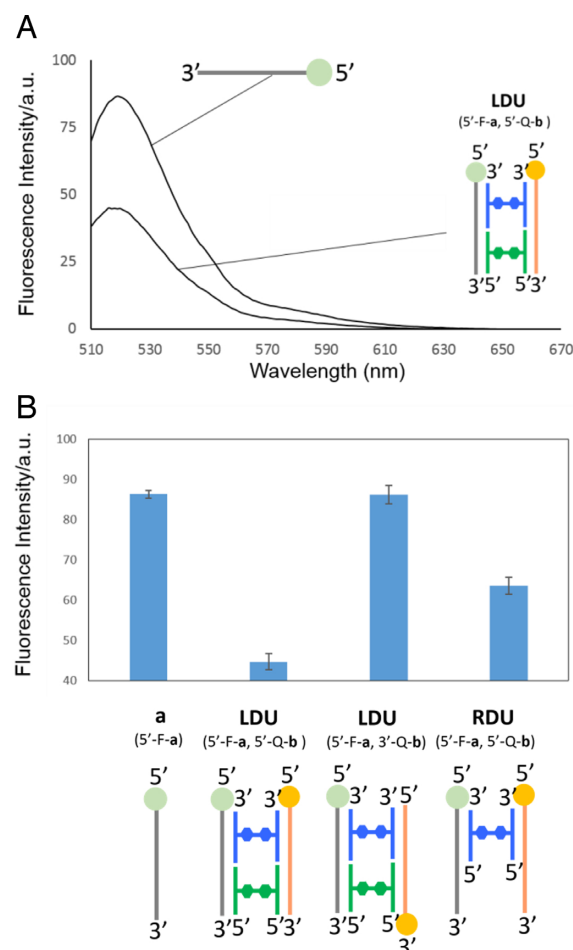 A
Fluorescence Intensity/a.u.
100
75
50
25
0
3′ 5′
LDU
(5′-F-a, 5′-Q-b )
5′ 5′
3′ 3′
3′ 5′ 5′ 3′
510 530 550 570 590 610 630 650 670
Wavelength (nm)
B
Fluorescence Intensity/a.u.
100
90
80
70
60
50
40
a LDU LDU RDU
(5′-F-a) (5′-F-a, 5′-Q-b ) (5′-F-a, 3′-Q-b) (5′-F-a, 5′-Q-b)
5′ 5′ 5′ 5′ 5′ 5′
3′ 3′ 3′ 3′ 5′ 3′ 3′
5′ 5′
3′ 3′ 5′ 5′ 3′ 3′ 5′ 5′ 3′ 3′
3′